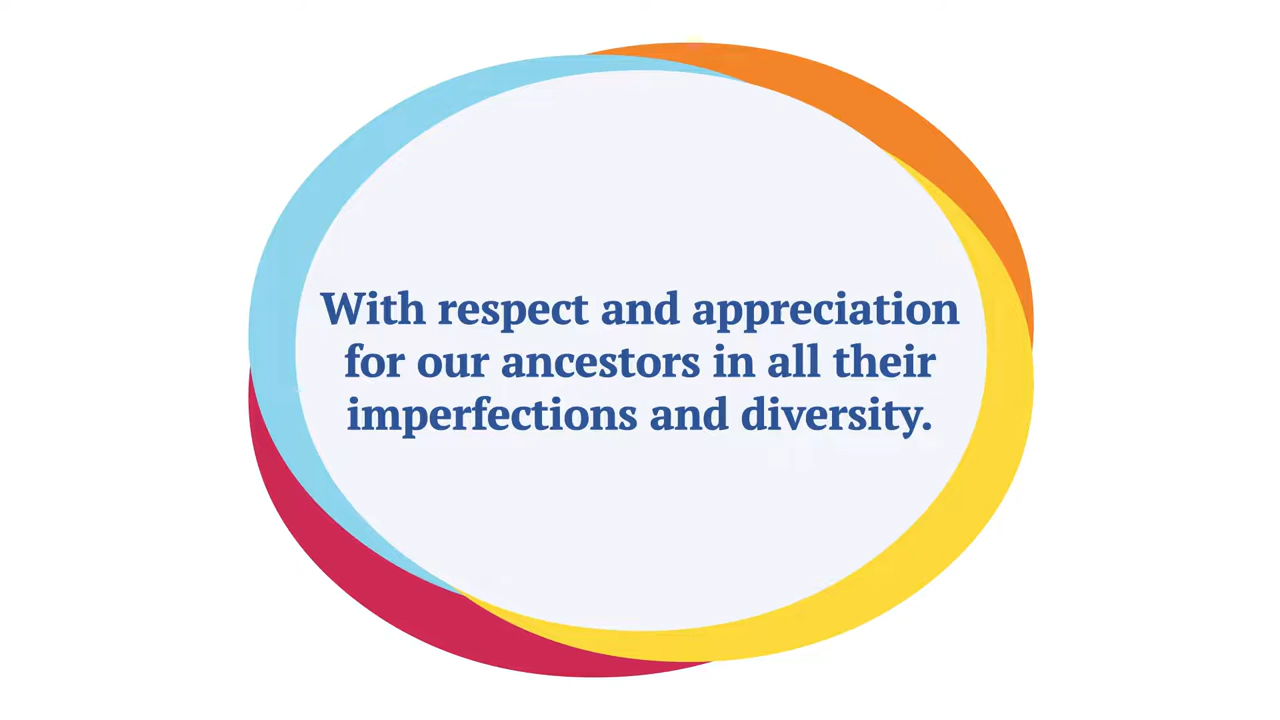 With respect and appreciation
for our ancestors in all their
imperfections and diversity.